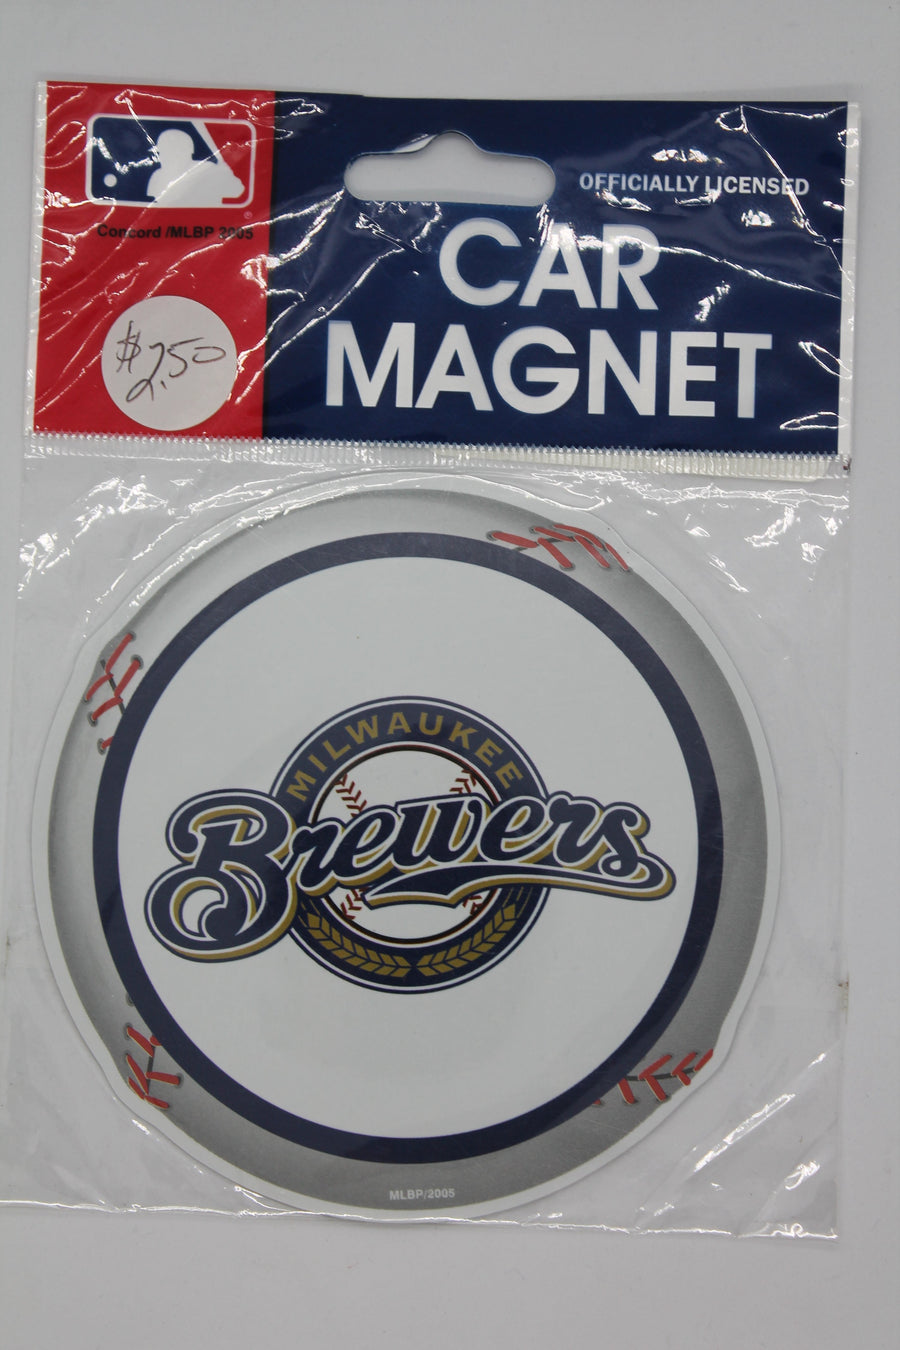 OFFICIALLY LICENSED
Concord /MLBP 2005
CAR
MAGNET
$2.50
MILWAUKEE
Brewers
MLBP/2005